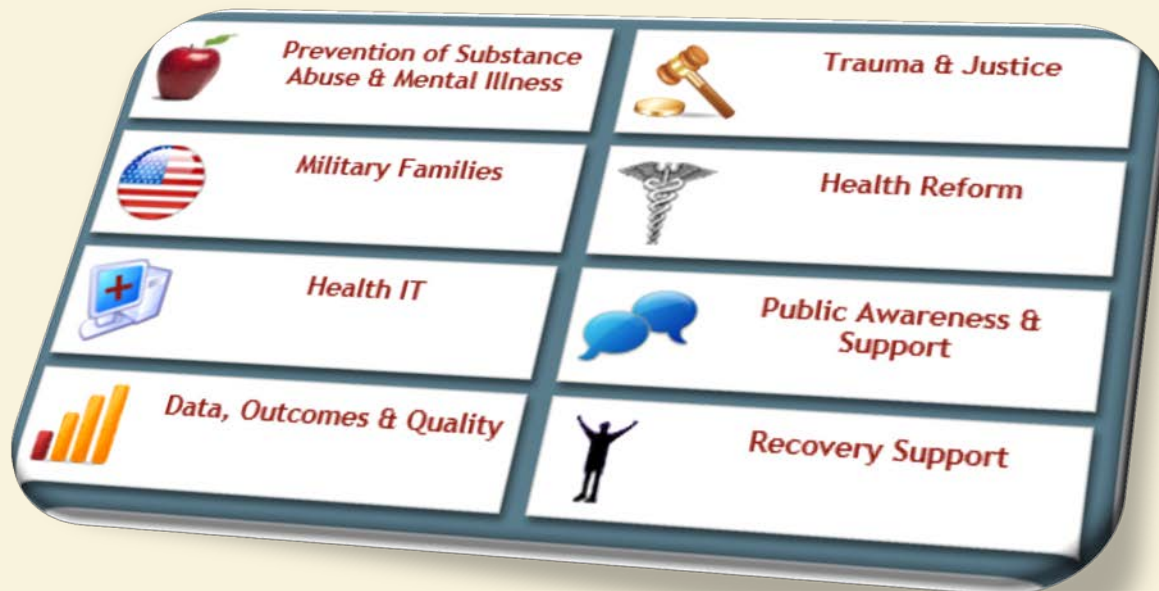 Prevention of Substance
Abuse & Mental Illness
Trauma & Justice
Military Families
Health Reform
Health IT
Public Awareness &
Support
Data, Outcomes & Quality
Recovery Support